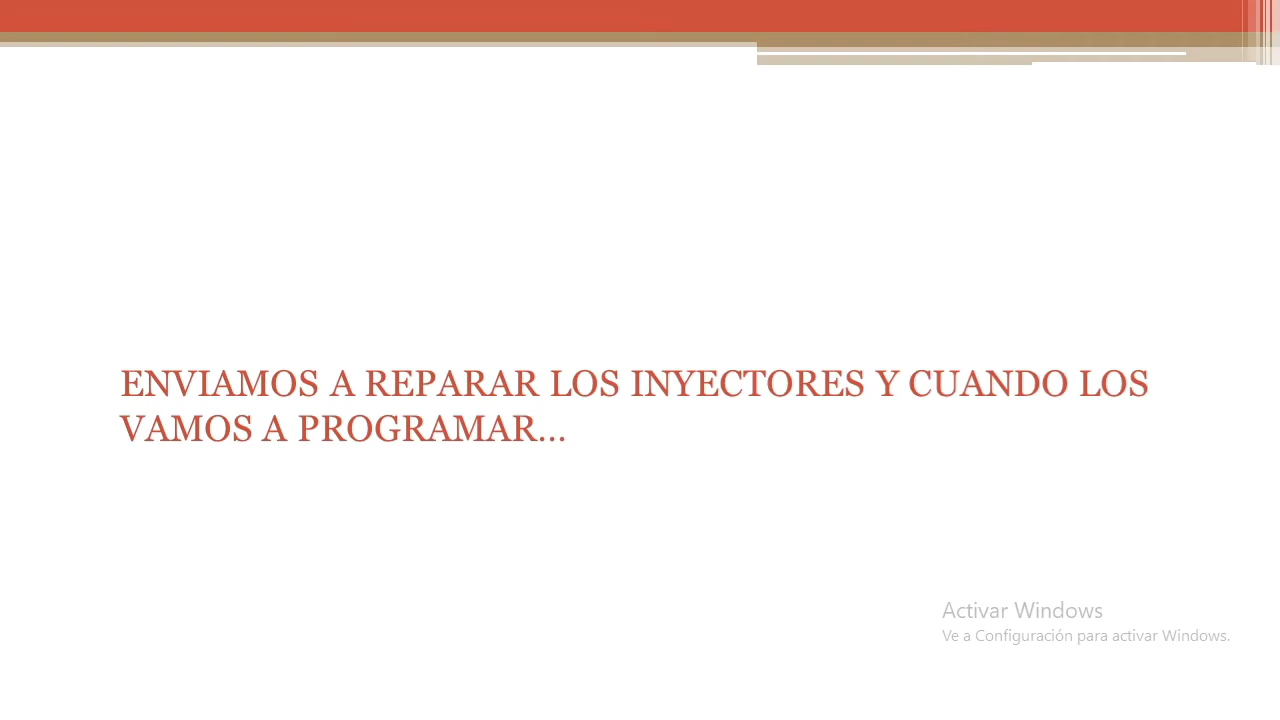 ENVIAMOS A REPARAR LOS INYECTORES Y CUANDO LOS
VAMOS A PROGRAMAR...
Activar Windows
Ve a Configuración para activar Windows.